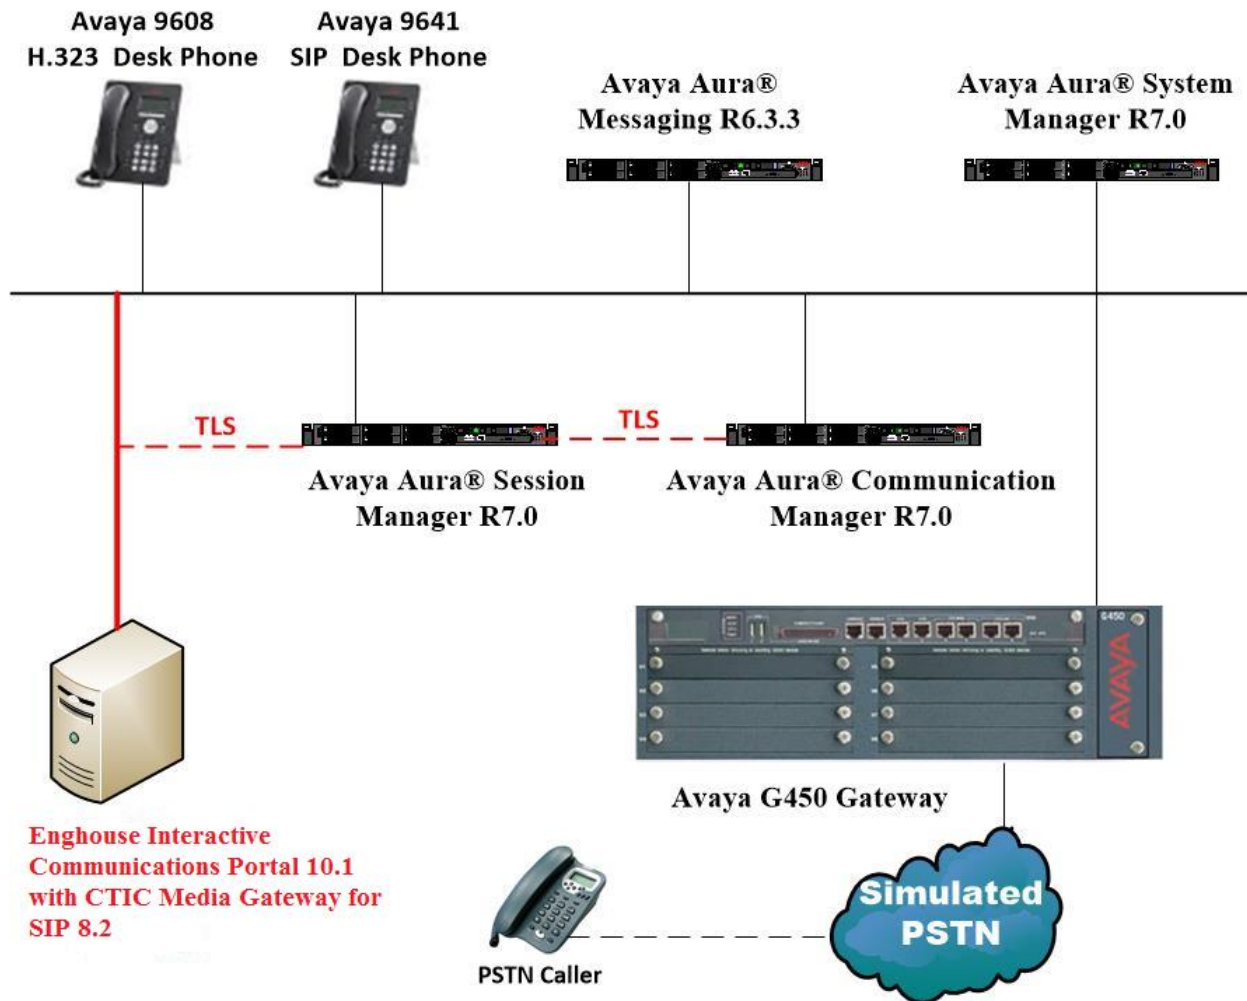 Avaya 9608
H.323 Desk Phone
Avaya 9641
SIP Desk Phone
Avaya Aura®
Messaging R6.3.3
Avaya Aura® System
Manager R7.0
TLS
TLS
Avaya Aura® Session
Manager R7.0
Avaya Aura® Communication
Manager R7.0
G450
AVAYA
Avaya G450 Gateway
Enghouse Interactive
Communications Portal 10.1
with CTIC Media Gateway for
SIP 8.2
Simulated
PSTN
PSTN Caller